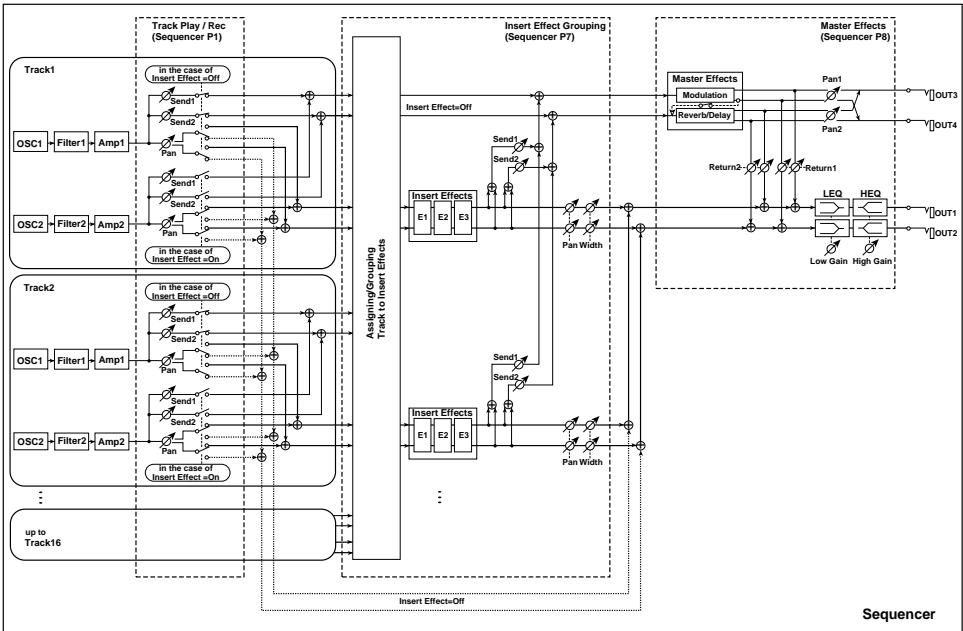 Track Play / Rec
(Sequencer P1)
Insert Effect Grouping
(Sequencer P7)
Master Effects
(Sequencer P8)
Track1
in the case of
Insert Effect =Off
Send1
Send2
OSC1
Filter1
Amp1
Pan
Send1
Send2
OSC2
Filter2
Amp2
Pan
in the case of
Insert Effect =On
Track2
in the case of
Insert Effect =Off
Send1
Send2
OSC1
Filter1
Amp1
Pan
Send1
Send2
OSC2
Filter2
Amp2
Pan
in the case of
Insert Effect =On
up to
Track16
Assigning/Grouping
Track to Insert Effects
Insert Effect=Off
Send1
Send2
Insert Effects
E1
E2
E3
Pan
Width
Send1
Send2
Insert Effects
E1
E2
E3
Pan
Width
Insert Effect=Off
Master Effects
Modulation
Reverb/Delay
Pan1
Pan2
OUT3
OUT4
Return2
Return1
LEQ
HEQ
OUT1
OUT2
Low Gain
High Gain
Sequencer